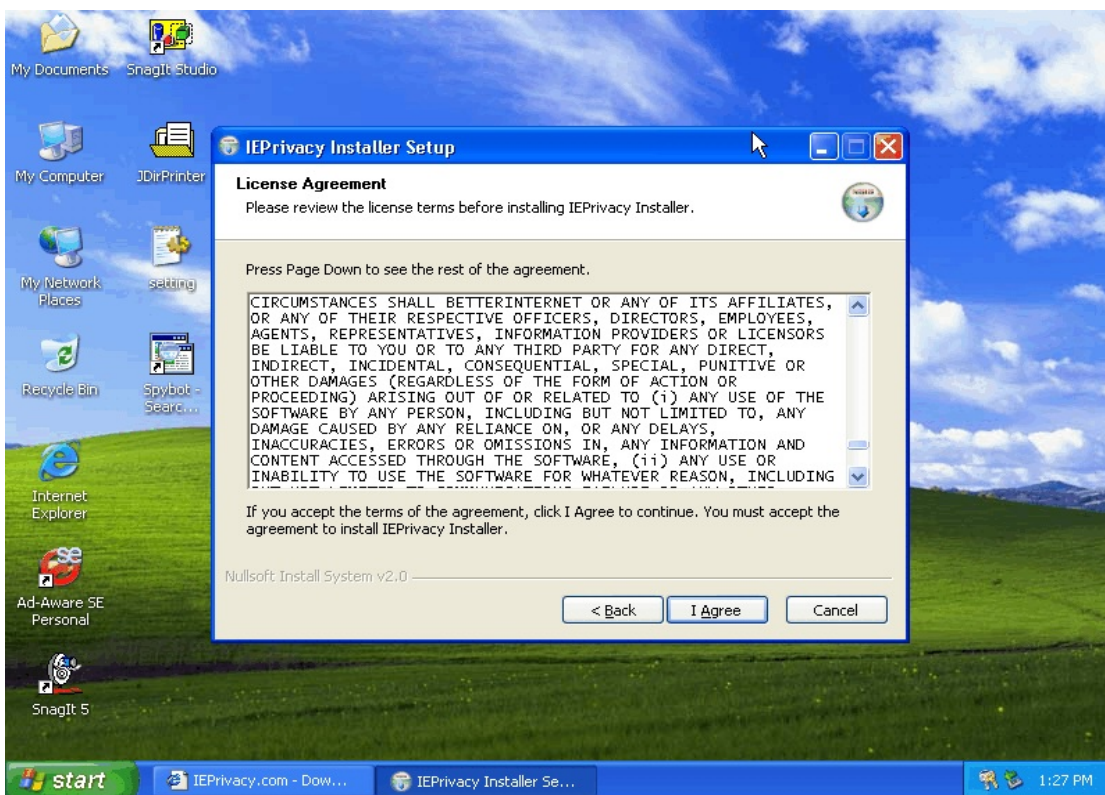 My Documents
SnagIt Studio
My Computer
JDirPrinter
My Network
Places
setting
Recycle Bin
Spybot -
Searc...
Internet
Explorer
Ad-Aware SE
Personal
SnagIt 5
IEPrivacy Installer Setup
License Agreement
Please review the license terms before installing IEPrivacy Installer.
Press Page Down to see the rest of the agreement.
CIRCUMSTANCES SHALL BETTERINTERNET OR ANY OF ITS AFFILIATES,
OR ANY OF THEIR RESPECTIVE OFFICERS, DIRECTORS, EMPLOYEES,
AGENTS, REPRESENTATIVES, INFORMATION PROVIDERS OR LICENSORS
BE LIABLE TO YOU OR TO ANY THIRD PARTY FOR ANY DIRECT,
INDIRECT, INCIDENTAL, CONSEQUENTIAL, SPECIAL, PUNITIVE OR
OTHER DAMAGES (REGARDLESS OF THE FORM OF ACTION OR
PROCEEDING) ARISING OUT OF OR RELATED TO (i) ANY USE OF THE
SOFTWARE BY ANY PERSON, INCLUDING BUT NOT LIMITED TO, ANY
DAMAGE CAUSED BY ANY RELIANCE ON, OR ANY DELAYS,
INACCURACIES, ERRORS OR OMISSIONS IN, ANY INFORMATION AND
CONTENT ACCESSED THROUGH THE SOFTWARE, (ii) ANY USE OR
INABILITY TO USE THE SOFTWARE FOR WHATEVER REASON, INCLUDING
If you accept the terms of the agreement, click I Agree to continue. You must accept the
agreement to install IEPrivacy Installer.
Nullsoft Install System v2.0
< Back
I Agree
Cancel
start
IEPrivacy.com - Dow...
IEPrivacy Installer Se...
1:27 PM